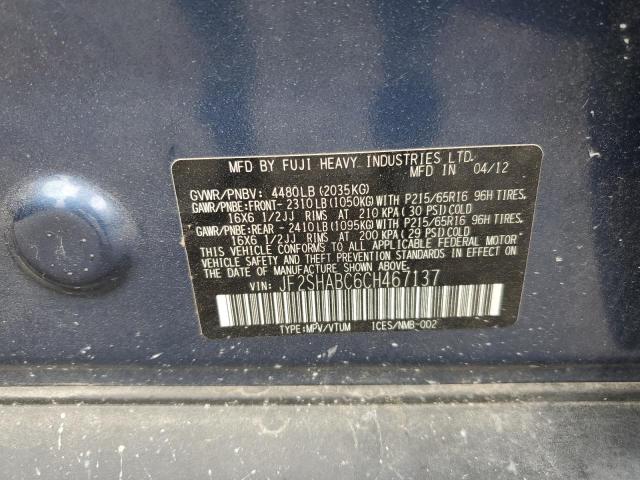 MFD BY FUJI HEAVY INDUSTRIES LTD.
MFD IN 04/12
GVWR/PNBV: 4480LB (2035KG)
GAWR/PNBE:FRONT- 2310LB (1050KG)WITH P215/65R16 96H TIRES,
16X6 1/2JJ RIMS AT 210 KPA (30 PSI)COLD
GAWR/PNBE:REAR - 2410LB (1095KG)WITH P215/65R16 96H TIRES,
16X6 1/2JJ RIMS AT 200 KPA (29 PSI)COLD
THIS VEHICLE CONFORMS TO ALL APPLICABLE FEDERAL MOTOR
VEHICLE SAFETY, BUMPER, AND THEFT PREVENTION STANDARDS IN EFFECT
ON THE DATE OF MANUFACTURE SHOWN ABOVE.
VIN: JF2SHABC6CH467137
TYPE:MPV/VTUM ICES/NMB-002